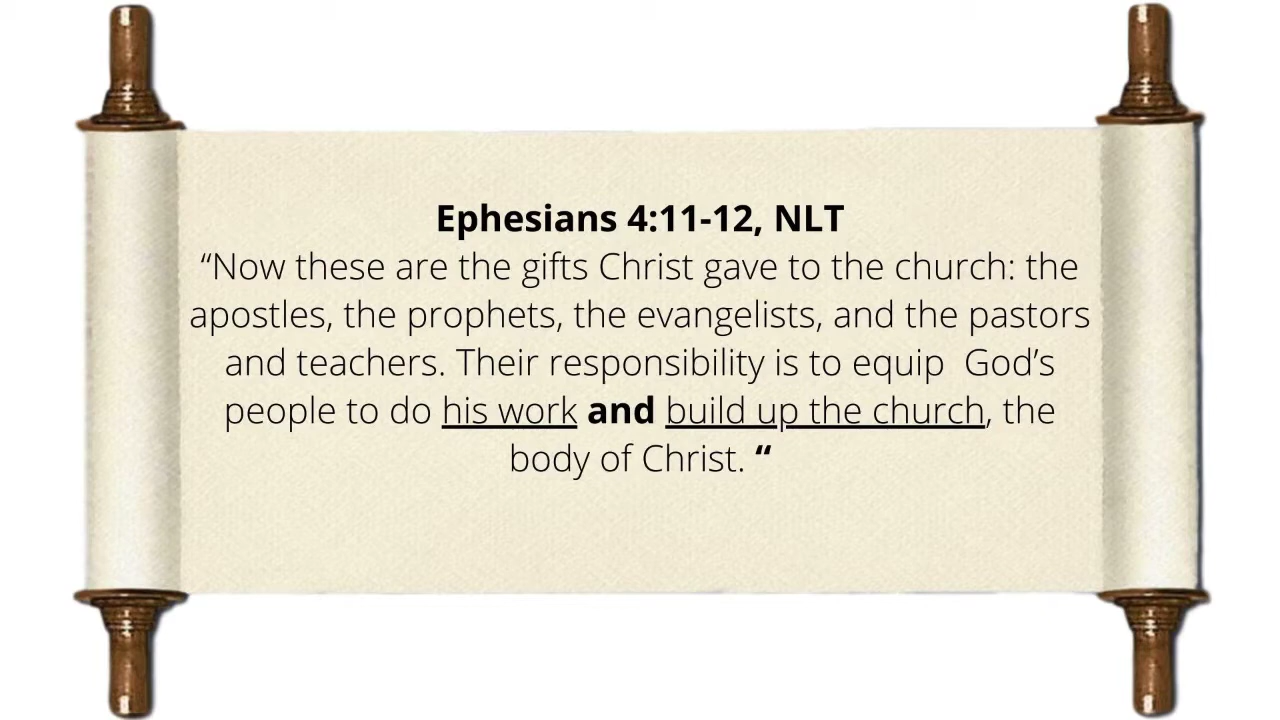 Ephesians 4:11-12, NLT
“Now these are the gifts Christ gave to the church: the
apostles, the prophets, the evangelists, and the pastors
and teachers. Their responsibility is to equip  God’s
people to do his work and build up the church, the
body of Christ. “